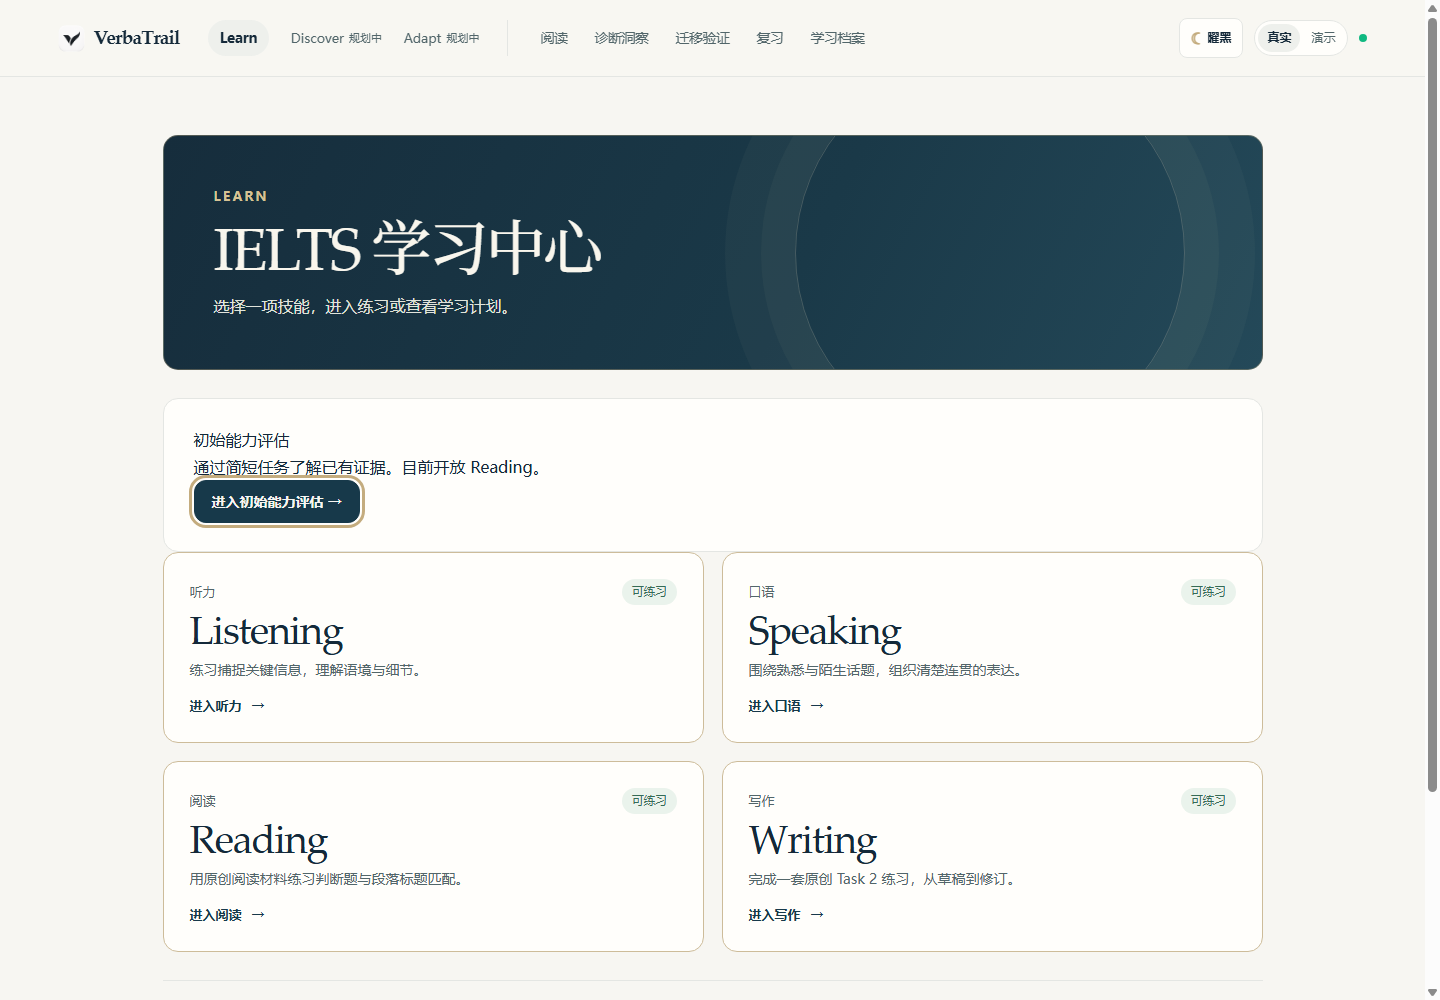 VerbaTrail Learn Discover 规划中 Adapt 规划中 阅读 诊断洞察 迁移验证 复习 学习档案 曜黑 真实 演示
LEARN
IELTS 学习中心
选择一项技能，进入练习或查看学习计划。
初始能力评估
通过简短任务了解已有证据。目前开放 Reading。
进入初始能力评估 →
听力 可练习
Listening
练习捕捉关键信息，理解语境与细节。
进入听力 →
口语 可练习
Speaking
围绕熟悉与陌生话题，组织清楚连贯的表达。
进入口语 →
阅读 可练习
Reading
用原创阅读材料练习判断题与段落标题匹配。
进入阅读 →
写作 可练习
Writing
完成一套原创 Task 2 练习，从草稿到修订。
进入写作 →